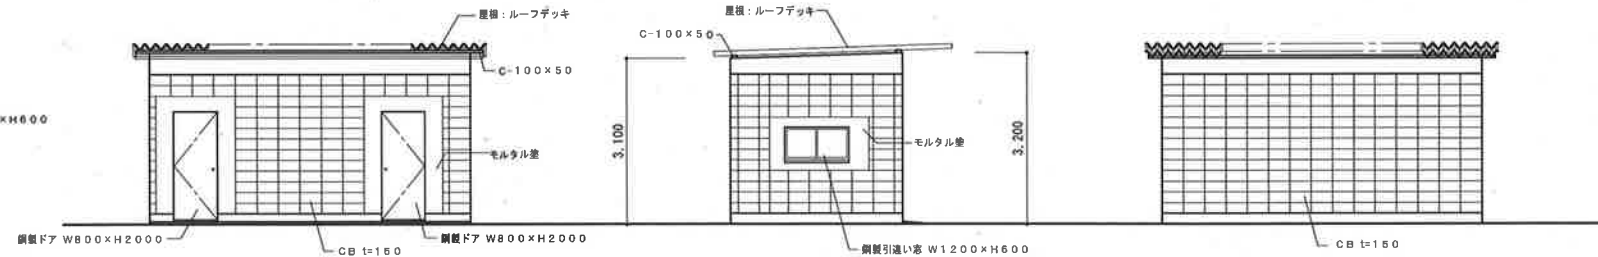 ×H600
屋根：ルーフデッキ
C-100×50
モルタル塗
鋼製ドア W800×H2000
CB t=150
鋼製ドア W800×H2000
屋根：ルーフデッキ
C-100×50
3,100
3,200
モルタル塗
鋼製引違い窓 W1200×H600
CB t=150